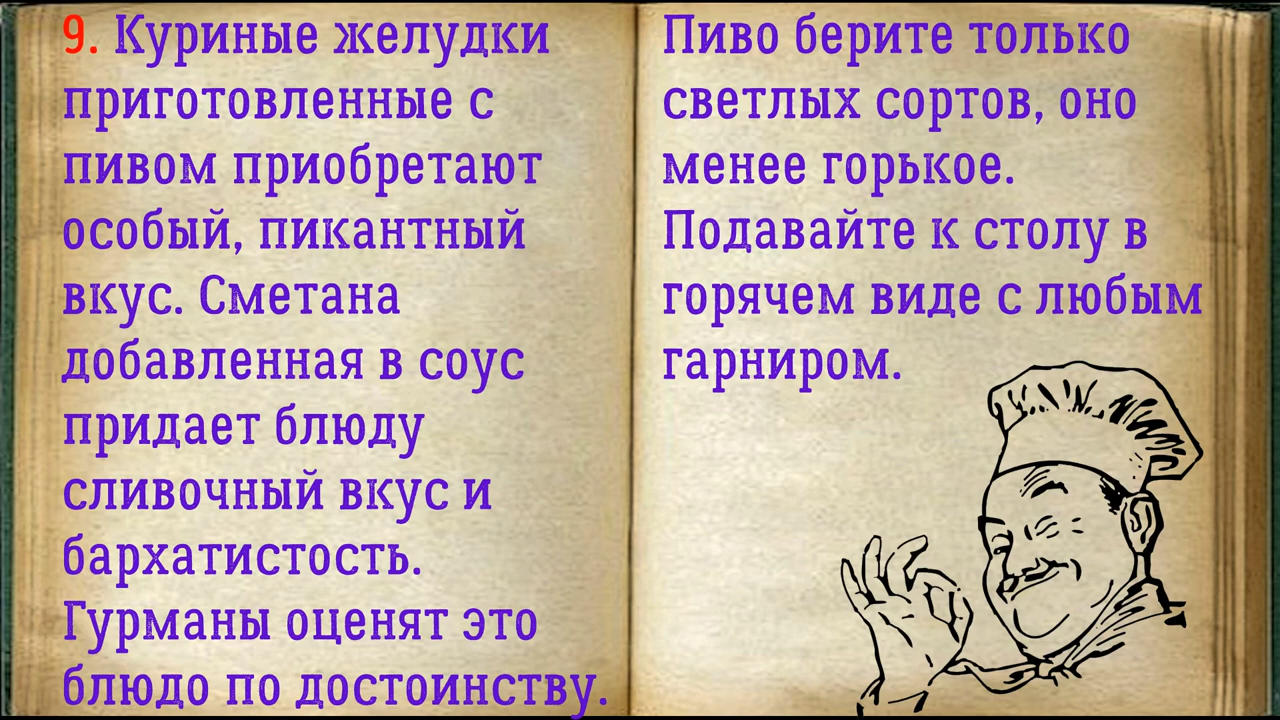 9. Куриные желудки
приготовленные с
пивом приобретают
особый, пикантный
вкус. Сметана
добавленная в соус
придает блюду
сливочный вкус и
бархатистость.
Гурманы оценят это
блюдо по достоинству.
Пиво берите только
светлых сортов, оно
менее горькое.
Подавайте к столу в
горячем виде с любым
гарниром.